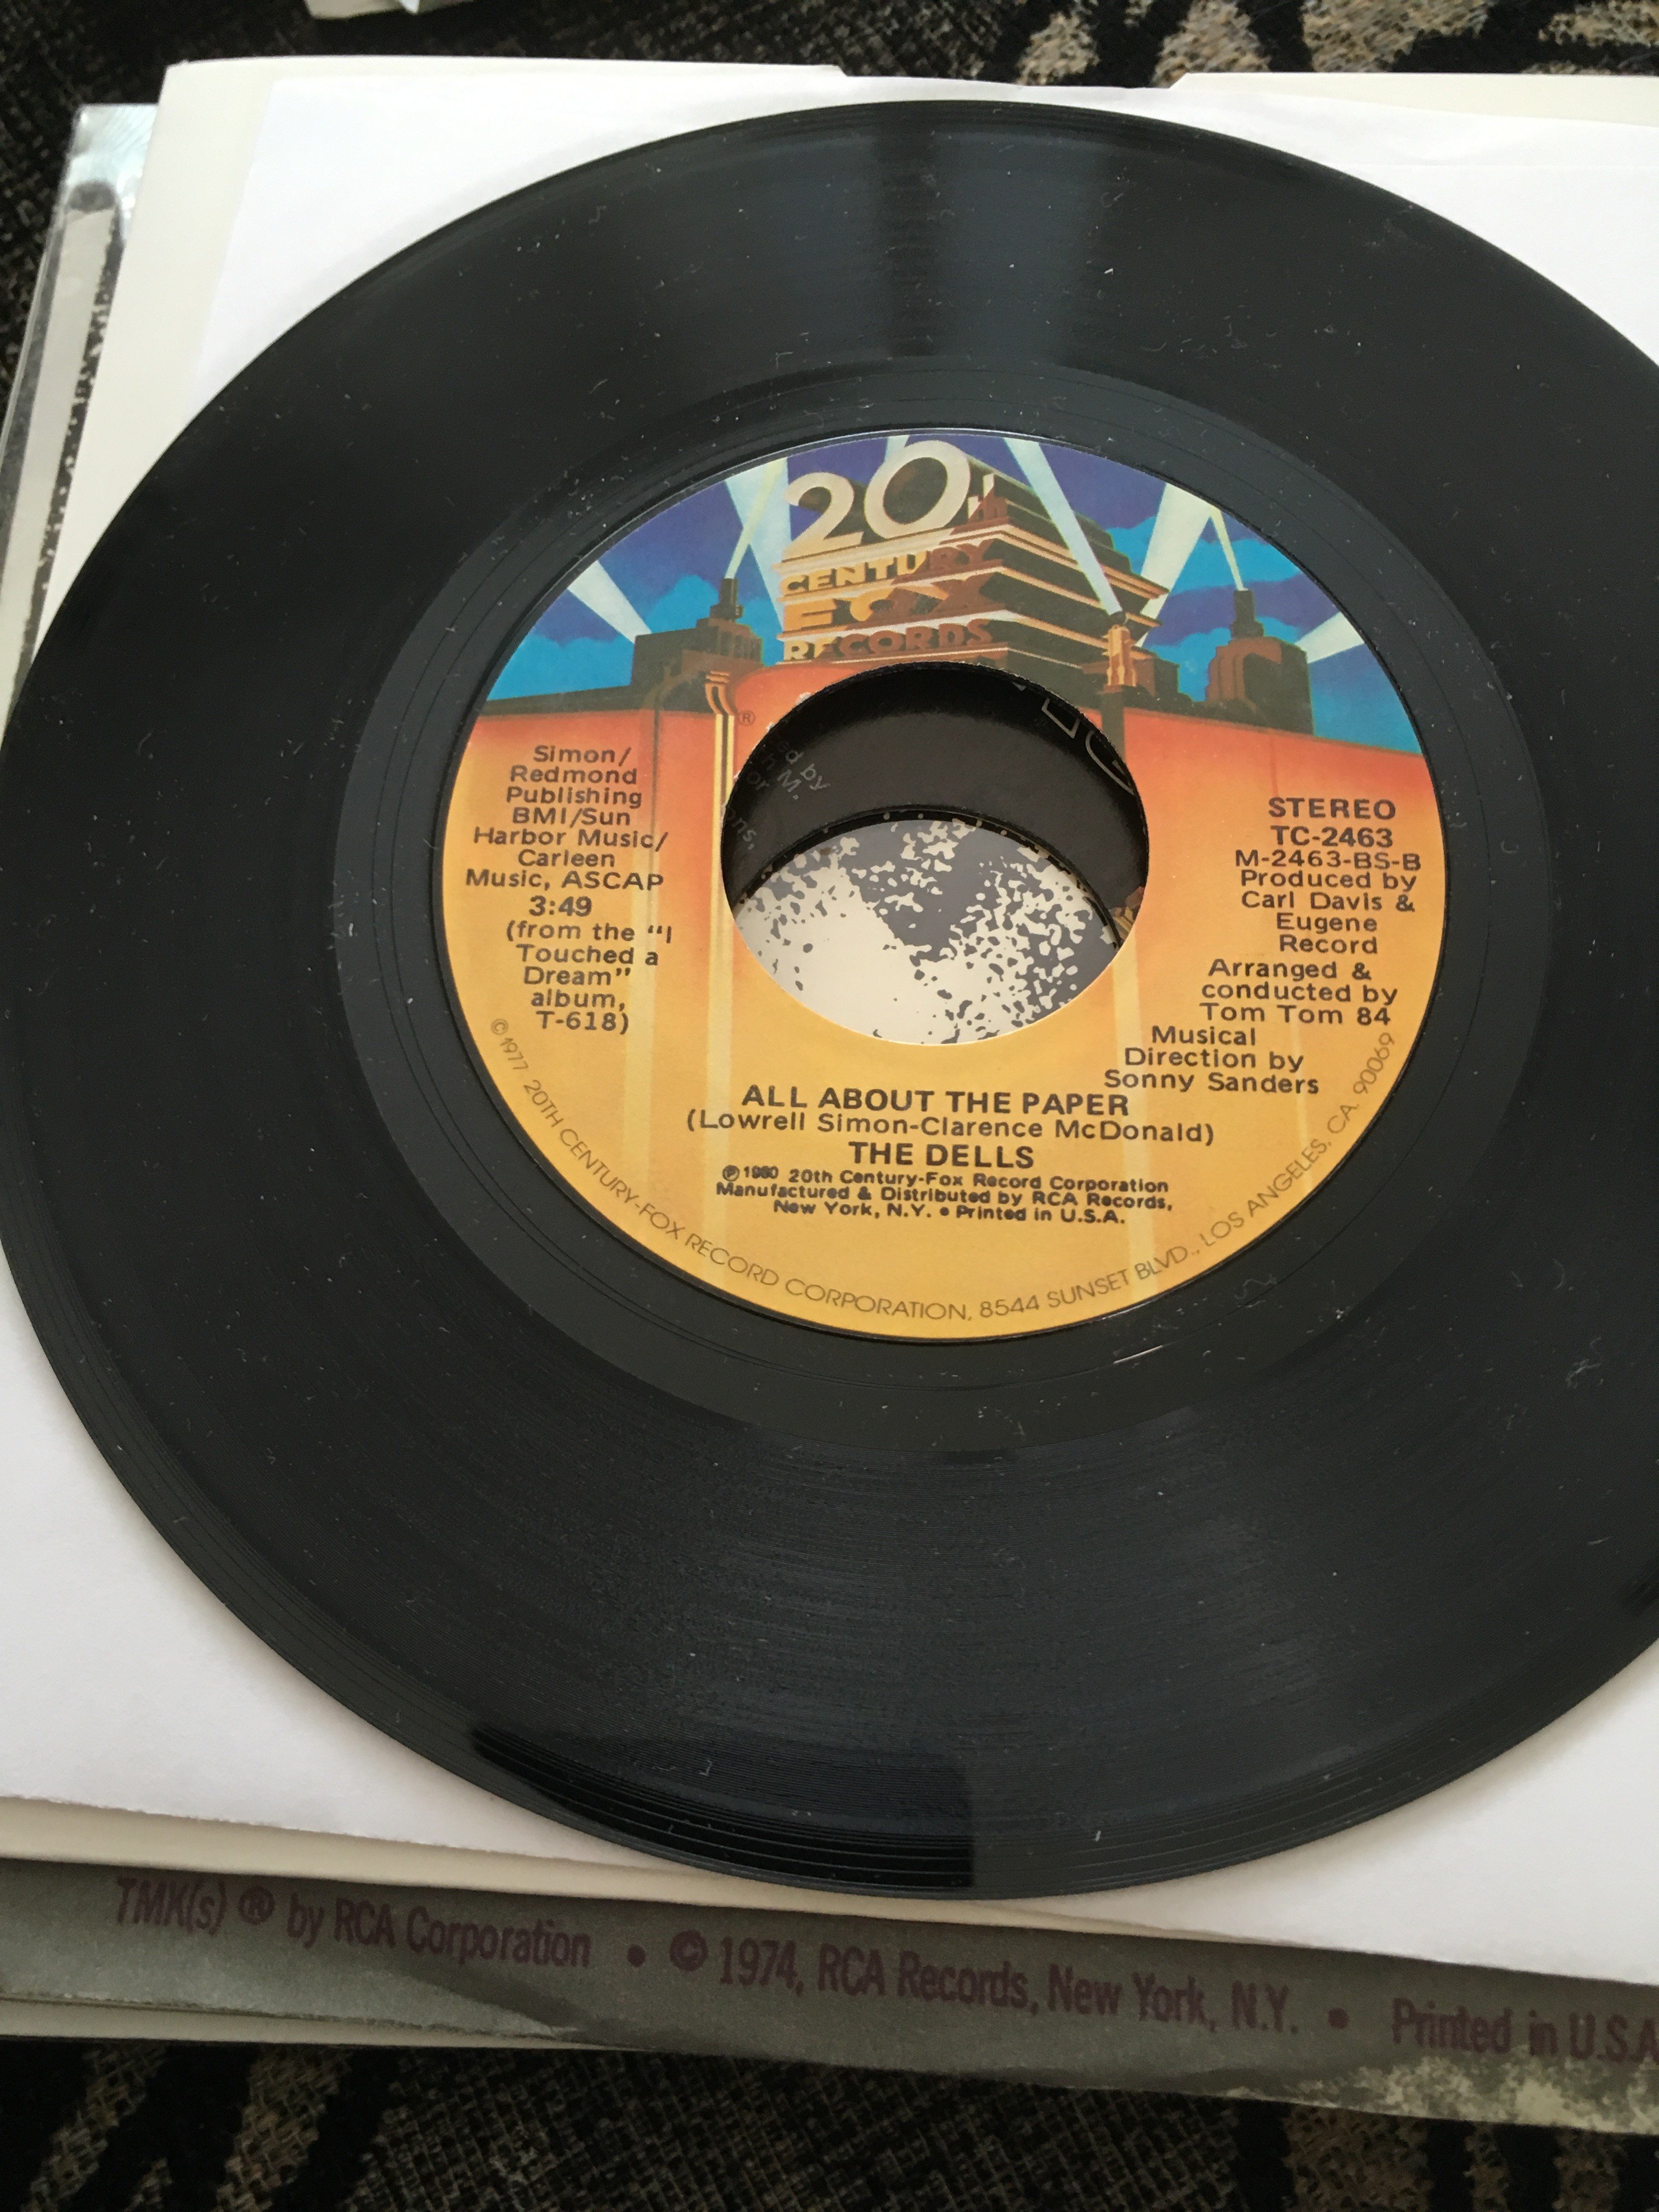 20th
CENTURY
FOX
RECORDS
®
Simon/
Redmond
Publishing
BMI/Sun
Harbor Music/
Carleen
Music, ASCAP
3:49
(from the "I
Touched a
Dream"
album,
T-618)
STEREO
TC-2463
M-2463-BS-B
Produced by
Carl Davis &
Eugene
Record
Arranged &
conducted by
Tom Tom 84
Musical
Direction by
Sonny Sanders
ALL ABOUT THE PAPER
(Lowrell Simon-Clarence McDonald)
THE DELLS
℗ 1980 20th Century-Fox Record Corporation
Manufactured & Distributed by RCA Records,
New York, N.Y. • Printed in U.S.A.
© 1977 20TH CENTURY-FOX RECORD CORPORATION, 8544 SUNSET BLVD., LOS ANGELES, CA. 90069
ed by
M.
TMK(s) ® by RCA Corporation • © 1974, RCA Records, New York, N.Y. • Printed in U.S.A